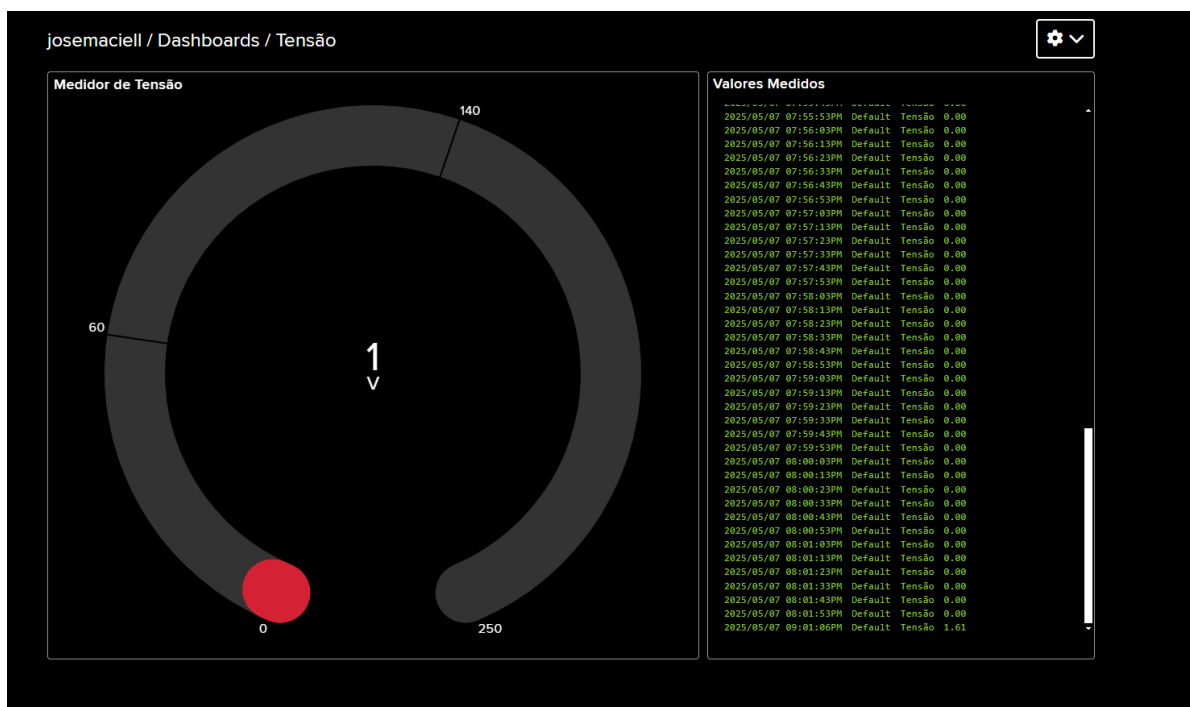 josemaciell / Dashboards / Tensão
Medidor de Tensão
140
60
1
V
0
250
Valores Medidos
2025/05/07 07:55:53PM Default Tensão 0.00
2025/05/07 07:56:03PM Default Tensão 0.00
2025/05/07 07:56:13PM Default Tensão 0.00
2025/05/07 07:56:23PM Default Tensão 0.00
2025/05/07 07:56:33PM Default Tensão 0.00
2025/05/07 07:56:43PM Default Tensão 0.00
2025/05/07 07:56:53PM Default Tensão 0.00
2025/05/07 07:57:03PM Default Tensão 0.00
2025/05/07 07:57:13PM Default Tensão 0.00
2025/05/07 07:57:23PM Default Tensão 0.00
2025/05/07 07:57:33PM Default Tensão 0.00
2025/05/07 07:57:43PM Default Tensão 0.00
2025/05/07 07:57:53PM Default Tensão 0.00
2025/05/07 07:58:03PM Default Tensão 0.00
2025/05/07 07:58:13PM Default Tensão 0.00
2025/05/07 07:58:23PM Default Tensão 0.00
2025/05/07 07:58:33PM Default Tensão 0.00
2025/05/07 07:58:43PM Default Tensão 0.00
2025/05/07 07:58:53PM Default Tensão 0.00
2025/05/07 07:59:03PM Default Tensão 0.00
2025/05/07 07:59:13PM Default Tensão 0.00
2025/05/07 07:59:23PM Default Tensão 0.00
2025/05/07 07:59:33PM Default Tensão 0.00
2025/05/07 07:59:43PM Default Tensão 0.00
2025/05/07 07:59:53PM Default Tensão 0.00
2025/05/07 08:00:03PM Default Tensão 0.00
2025/05/07 08:00:13PM Default Tensão 0.00
2025/05/07 08:00:23PM Default Tensão 0.00
2025/05/07 08:00:33PM Default Tensão 0.00
2025/05/07 08:00:43PM Default Tensão 0.00
2025/05/07 08:00:53PM Default Tensão 0.00
2025/05/07 08:01:03PM Default Tensão 0.00
2025/05/07 08:01:13PM Default Tensão 0.00
2025/05/07 08:01:23PM Default Tensão 0.00
2025/05/07 08:01:33PM Default Tensão 0.00
2025/05/07 08:01:43PM Default Tensão 0.00
2025/05/07 08:01:53PM Default Tensão 0.00
2025/05/07 09:01:06PM Default Tensão 1.61